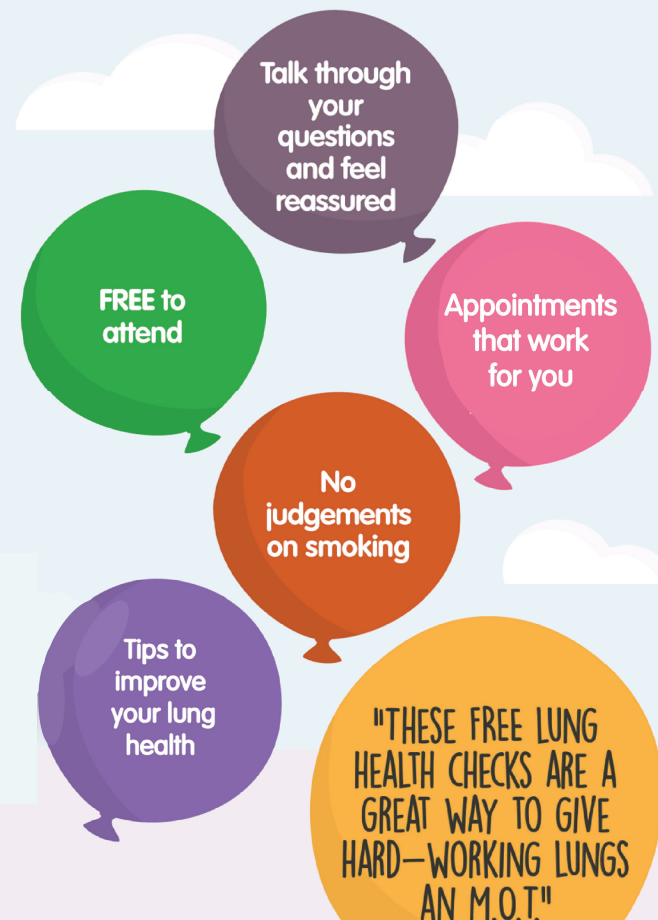 Talk through
your
questions
and feel
reassured
FREE to
attend
Appointments
that work
for you
No
judgements
on smoking
Tips to
improve
your lung
health
"THESE FREE LUNG
HEALTH CHECKS ARE A
GREAT WAY TO GIVE
HARD–WORKING LUNGS
AN M.O.T."